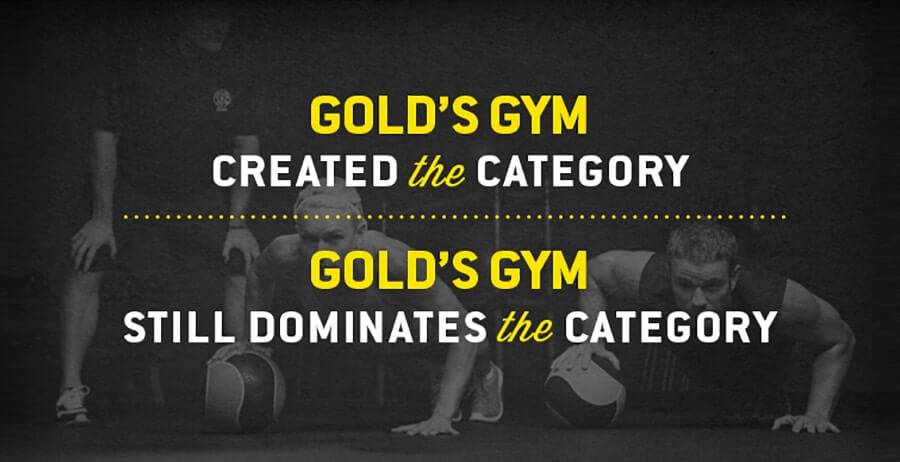 GOLD'S GYM
CREATED the CATEGORY
GOLD'S GYM
STILL DOMINATES the CATEGORY